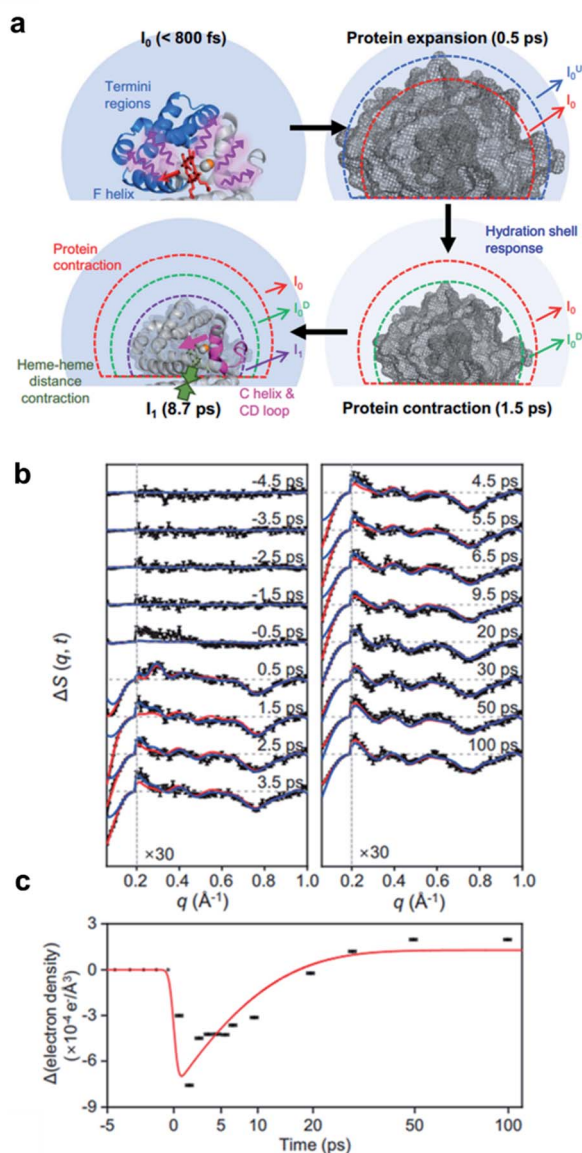 a
I₀ (< 800 fs)
Termini
regions
F helix
Protein expansion (0.5 ps)
I₀ᵁ
I₀
Hydration shell
response
Protein
contraction
I₀
I₀ᴰ
I₁
Heme-heme
distance
contraction
C helix &
CD loop
I₁ (8.7 ps)
I₀
I₀ᴰ
Protein contraction (1.5 ps)
b
ΔS (q, t)
-4.5 ps
-3.5 ps
-2.5 ps
-1.5 ps
-0.5 ps
0.5 ps
1.5 ps
2.5 ps
3.5 ps
×30
0.2 0.4 0.6 0.8 1.0
q (Å⁻¹)
4.5 ps
5.5 ps
6.5 ps
9.5 ps
20 ps
30 ps
50 ps
100 ps
×30
0.2 0.4 0.6 0.8 1.0
q (Å⁻¹)
c
Δ(electron density)
(×10⁻⁴ e⁻/Å³)
3
0
-3
-6
-9
-5 0 5 10 20 50 100
Time (ps)